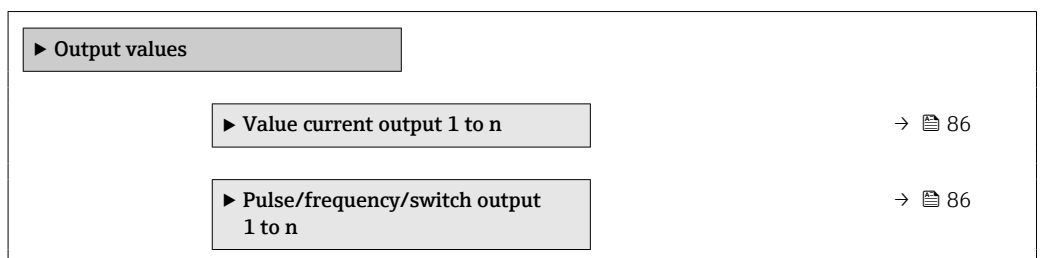 ▶ Output values
▶ Value current output 1 to n → 86
▶ Pulse/frequency/switch output → 86
1 to n